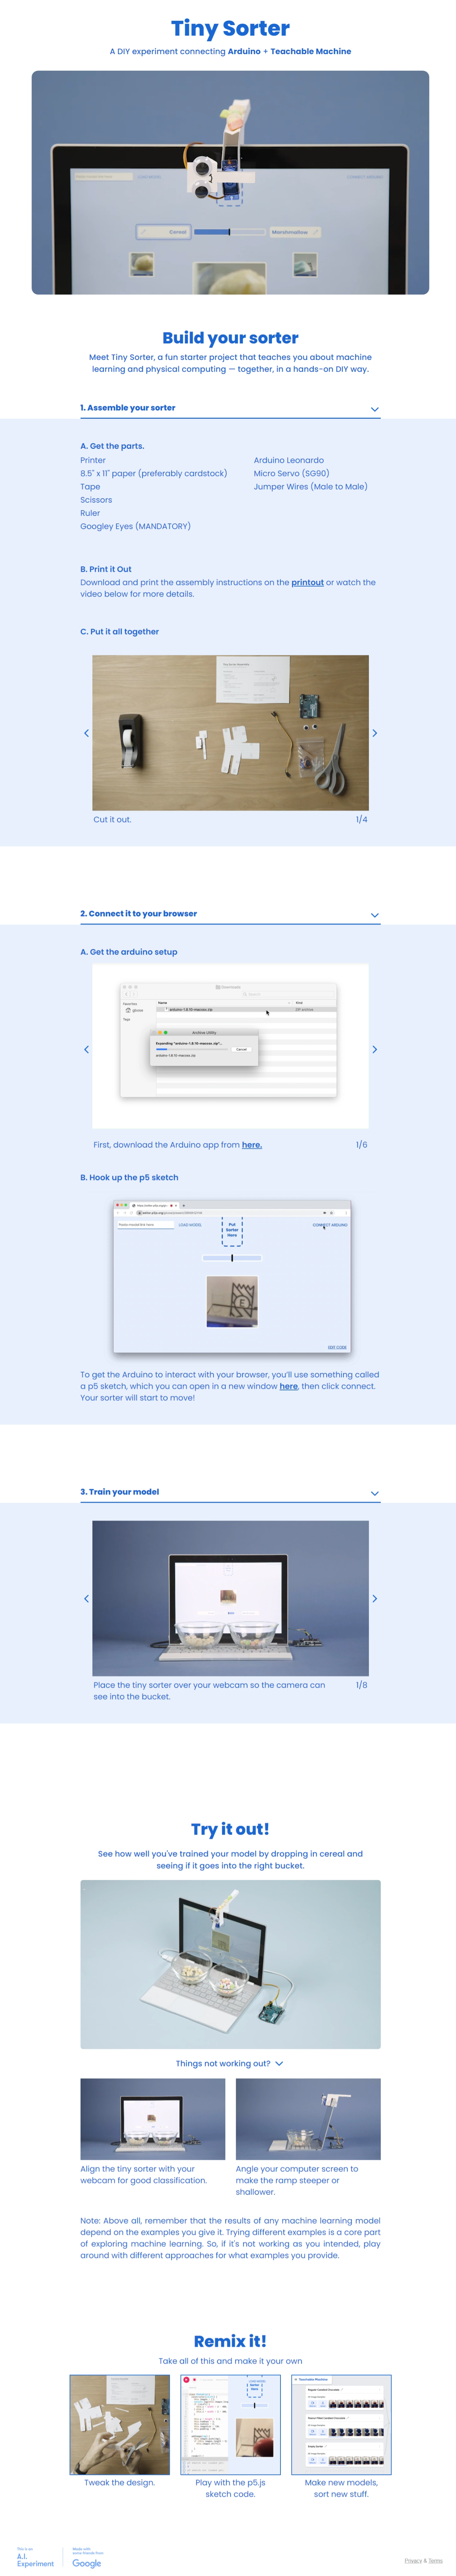 Tiny Sorter
A DIY experiment connecting Arduino + Teachable Machine
LOAD MODEL
CONNECT ARDUINO
Cereal
Marshmallow
Build your sorter
Meet Tiny Sorter, a fun starter project that teaches you about machine
learning and physical computing — together, in a hands-on DIY way.
1. Assemble your sorter
A. Get the parts.
Printer
8.5" x 11" paper (preferably cardstock)
Tape
Scissors
Ruler
Googley Eyes (MANDATORY)
Arduino Leonardo
Micro Servo (SG90)
Jumper Wires (Male to Male)
B. Print it Out
Download and print the assembly instructions on the printout or watch the
video below for more details.
C. Put it all together
Cut it out.
1/4
2. Connect it to your browser
A. Get the arduino setup
Downloads
Name
Kind
Favorites
Tags
Archive Utility
Cancel
First, download the Arduino app from here.
1/6
B. Hook up the p5 sketch
LOAD MODEL
Put
Sorter
Here
CONNECT ARDUINO
EDIT CODE
To get the Arduino to interact with your browser, you'll use something called
a p5 sketch, which you can open in a new window here, then click connect.
Your sorter will start to move!
3. Train your model
Place the tiny sorter over your webcam so the camera can
see into the bucket.
1/8
Try it out!
See how well you've trained your model by dropping in cereal and
seeing if it goes into the right bucket.
Things not working out?
Align the tiny sorter with your
webcam for good classification.
Angle your computer screen to
make the ramp steeper or
shallower.
Note: Above all, remember that the results of any machine learning model
depend on the examples you give it. Trying different examples is a core part
of exploring machine learning. So, if it's not working as you intended, play
around with different approaches for what examples you provide.
Remix it!
Take all of this and make it your own
Tweak the design.
Play with the p5.js
sketch code.
Teachable Machine
Make new models,
sort new stuff.
This is an
A.I.
Experiment
Made with
some friends from
Google
Privacy & Terms